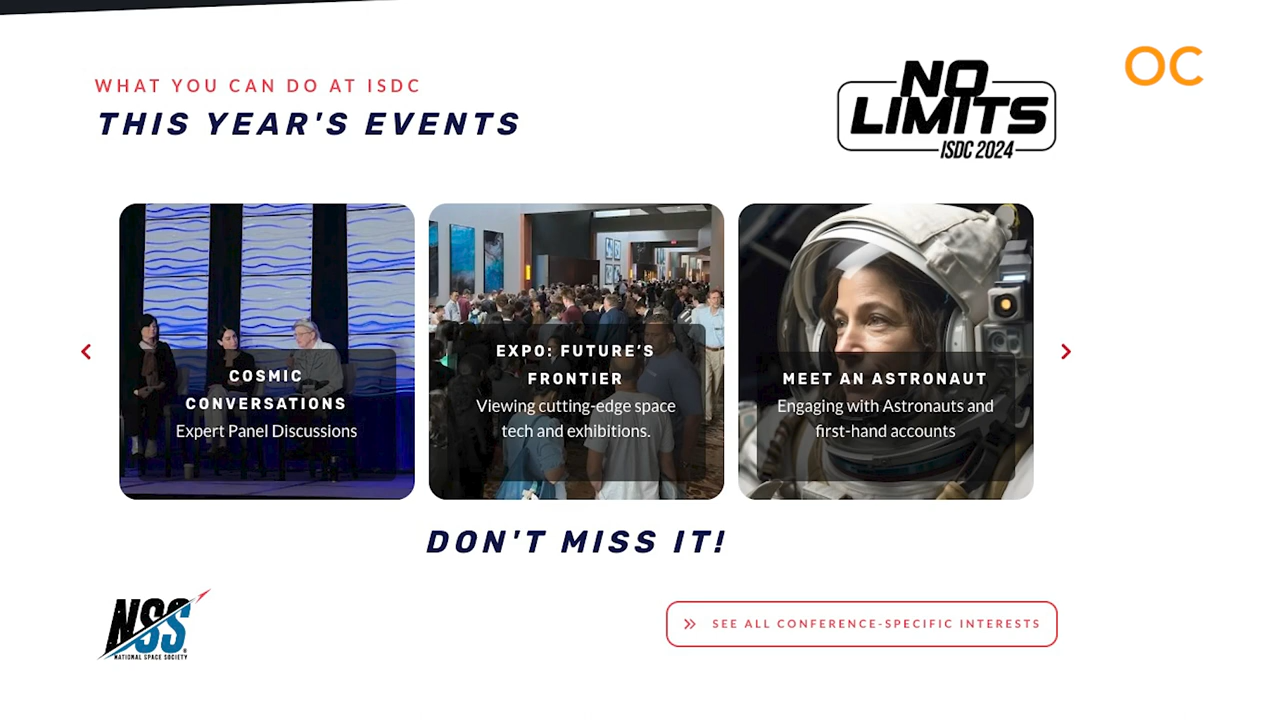 WHAT YOU CAN DO AT ISDC
THIS YEAR'S EVENTS
NO
LIMITS
ISDC 2024
OC
COSMIC
CONVERSATIONS
Expert Panel Discussions
EXPO: FUTURE'S
FRONTIER
Viewing cutting-edge space
tech and exhibitions.
MEET AN ASTRONAUT
Engaging with Astronauts and
first-hand accounts
DON'T MISS IT!
NSS
NATIONAL SPACE SOCIETY
SEE ALL CONFERENCE-SPECIFIC INTERESTS